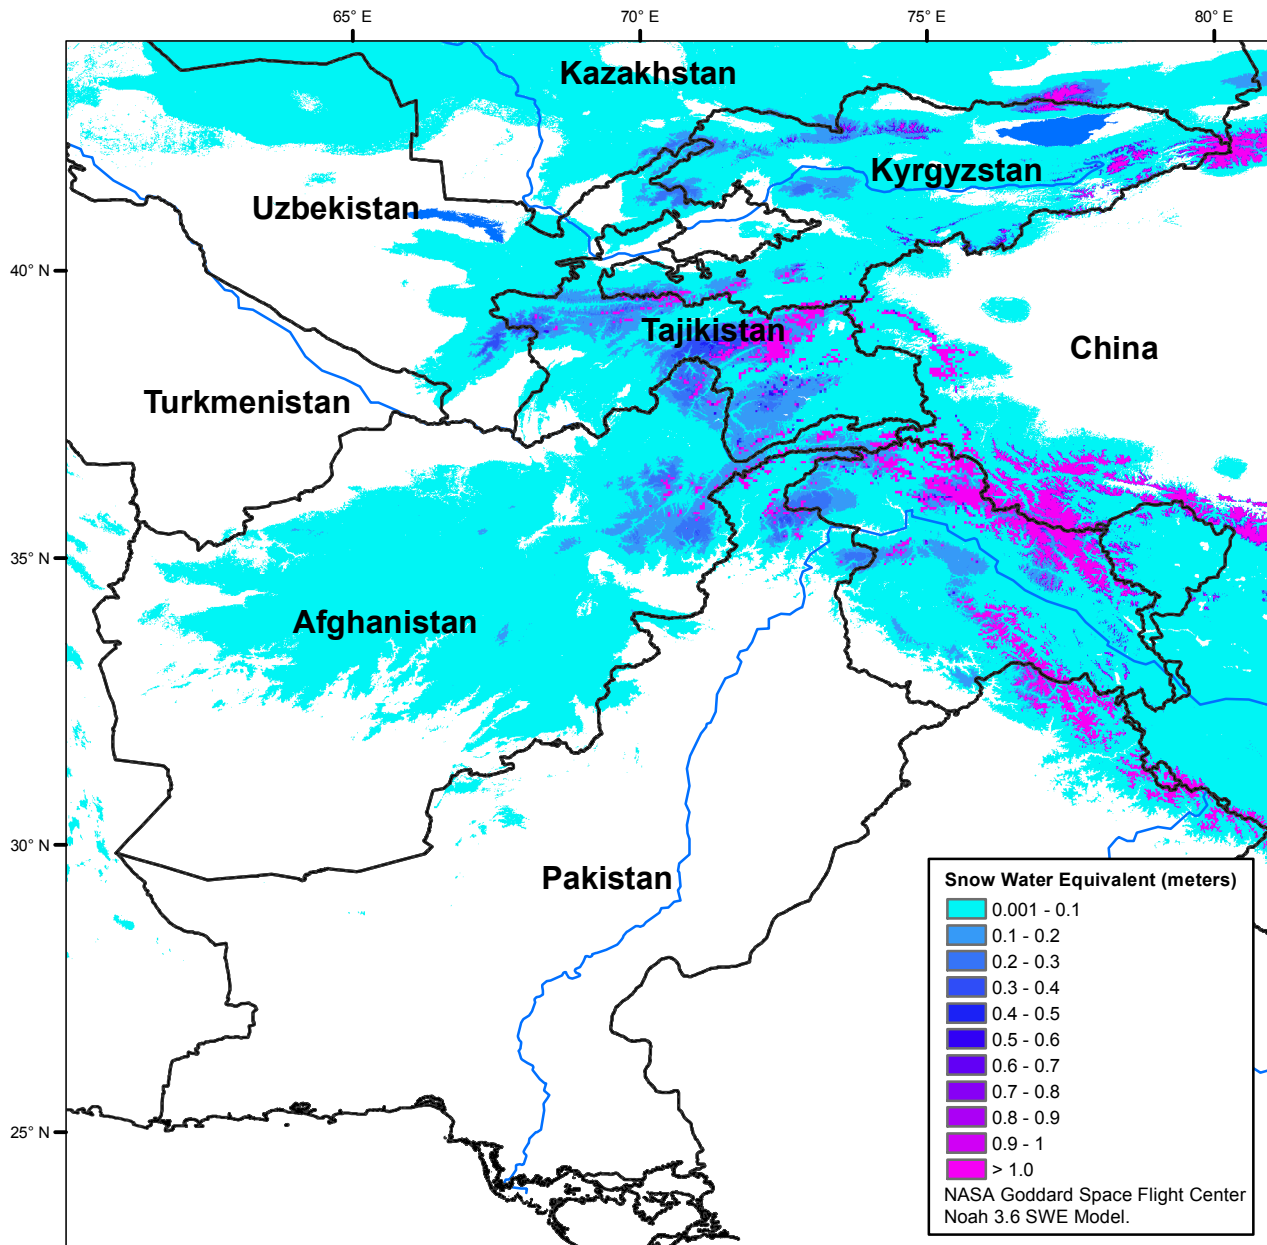 65° E
70° E
75° E
80° E
Kazakhstan
Kyrgyzstan
Uzbekistan
40° N
Tajikistan
China
Turkmenistan
35° N
Afghanistan
30° N
Pakistan
25° N
Snow Water Equivalent (meters)
0.001 - 0.1
0.1 - 0.2
0.2 - 0.3
0.3 - 0.4
0.4 - 0.5
0.5 - 0.6
0.6 - 0.7
0.7 - 0.8
0.8 - 0.9
0.9 - 1
> 1.0
NASA Goddard Space Flight Center
Noah 3.6 SWE Model.